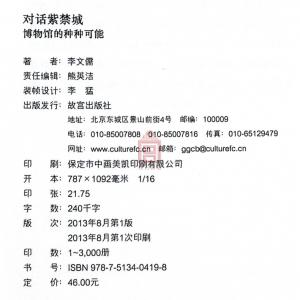 对话紫禁城
博物馆的种种可能
著 者：李文儒
责任编辑：熊英洁
装帧设计：李 猛
出版发行：故宫出版社
地址：北京东城区景山前街4号 邮编：100009
电话：010-85007808 010-85007816 传真：010-65129479
网址：www.culturefc.cn 邮箱：ggcb@culturefc.cn
印 刷：保定市中画美凯印刷有限公司
开 本：787×1092毫米 1/16
印 张：21.75
字 数：240千字
版 次：2013年8月第1版
2013年8月第1次印刷
印 数：1~3,000册
书 号：ISBN 978-7-5134-0419-8
定 价：46.00元